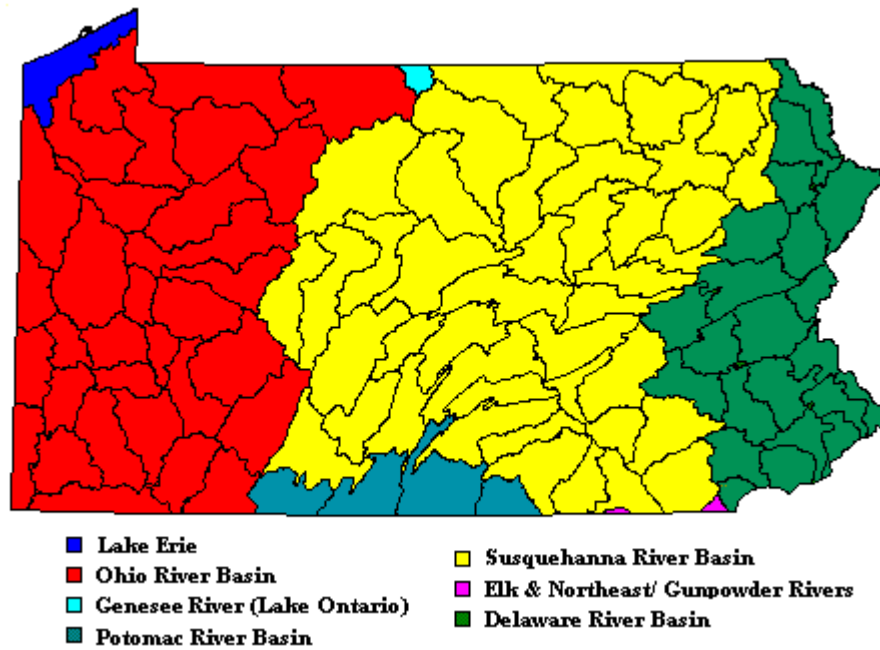 Lake Erie
Ohio River Basin
Genesee River (Lake Ontario)
Potomac River Basin
Susquehanna River Basin
Elk & Northeast/ Gunpowder Rivers
Delaware River Basin